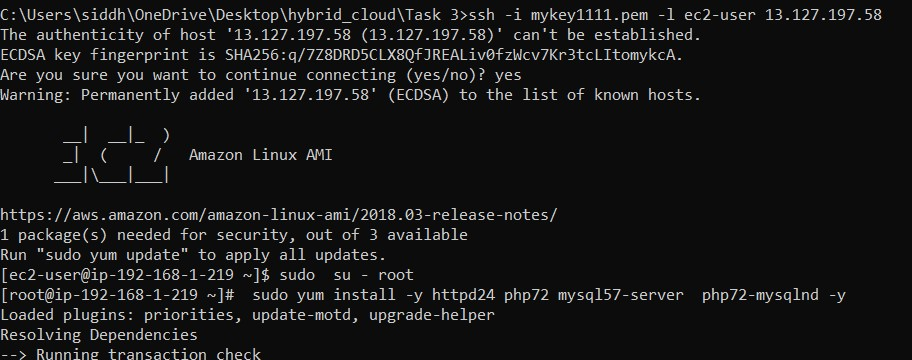 C:\Users\siddh\OneDrive\Desktop\hybrid_cloud\Task 3>ssh -i mykey1111.pem -l ec2-user 13.127.197.58
The authenticity of host '13.127.197.58 (13.127.197.58)' can't be established.
ECDSA key fingerprint is SHA256:q/7Z8DRD5CLX8QfJREALiv0fzWcv7Kr3tcLItomykcA.
Are you sure you want to continue connecting (yes/no)? yes
Warning: Permanently added '13.127.197.58' (ECDSA) to the list of known hosts.

       __|  __|_  )
       _|  (     /   Amazon Linux AMI
      ___|\___|___|

https://aws.amazon.com/amazon-linux-ami/2018.03-release-notes/
1 package(s) needed for security, out of 3 available
Run "sudo yum update" to apply all updates.
[ec2-user@ip-192-168-1-219 ~]$ sudo  su - root
[root@ip-192-168-1-219 ~]#  sudo yum install -y httpd24 php72 mysql57-server  php72-mysqlnd -y
Loaded plugins: priorities, update-motd, upgrade-helper
Resolving Dependencies
--> Running transaction check